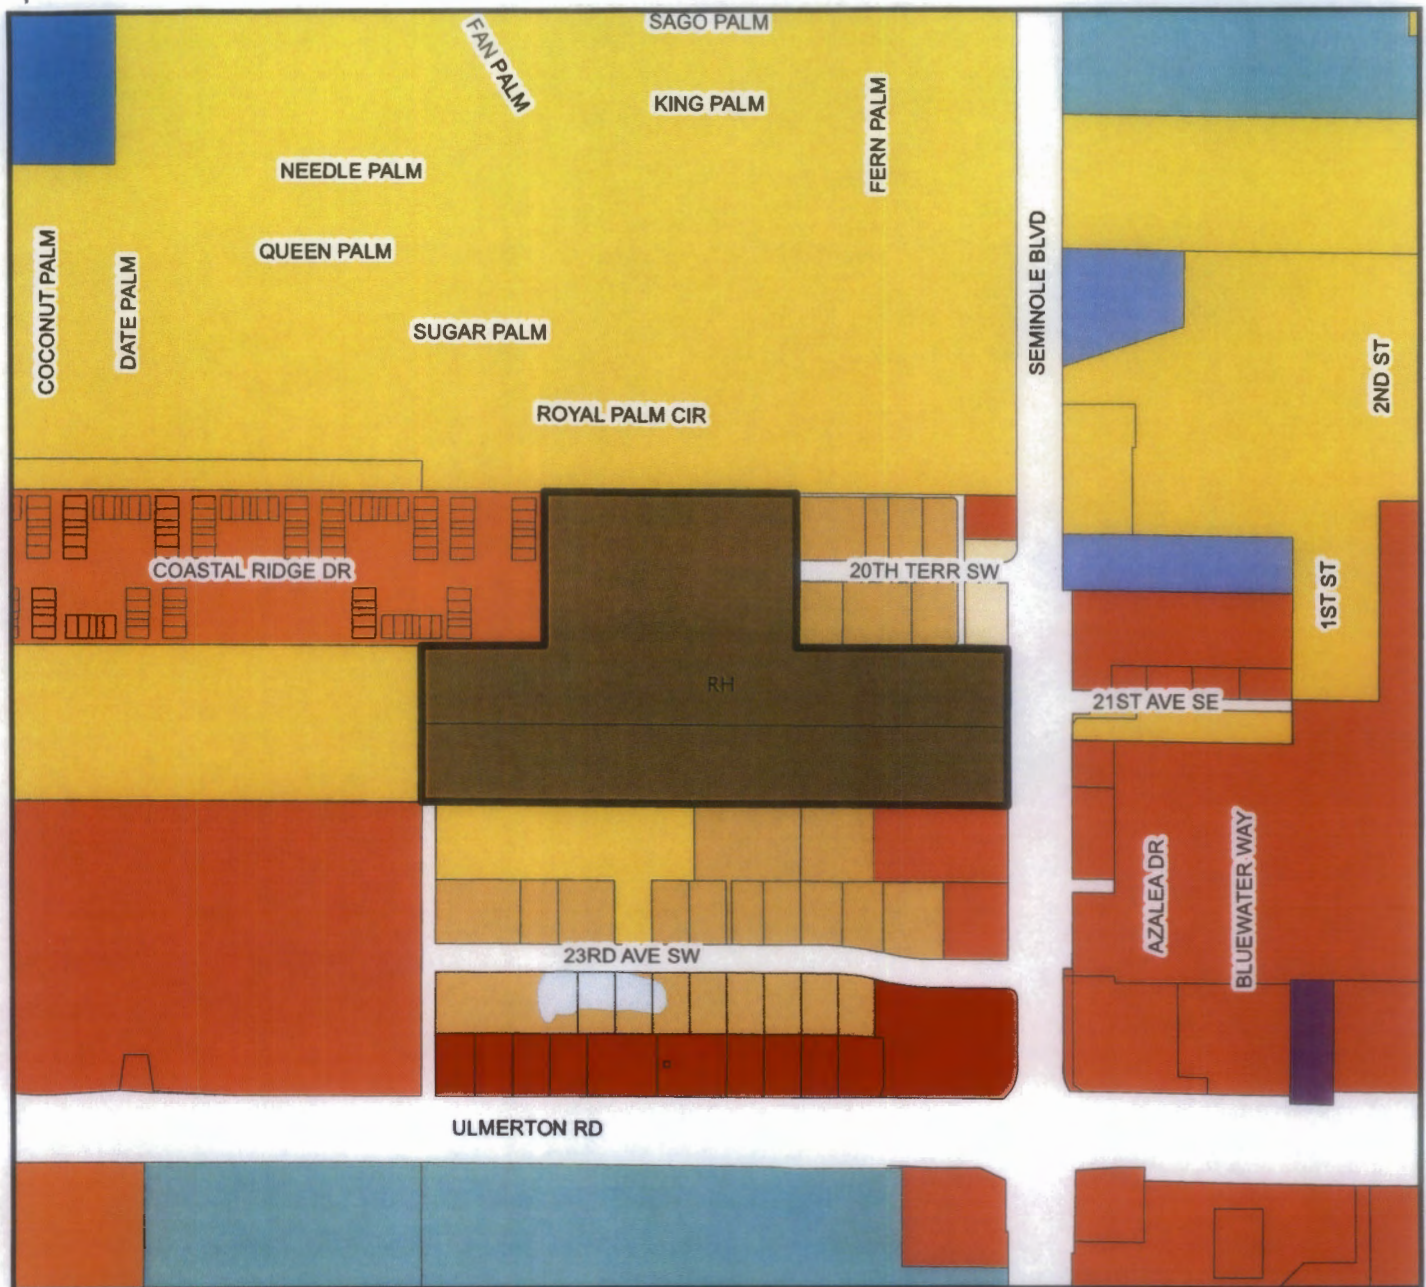 SAGO PALM
FAN PALM
KING PALM
FERN PALM
NEEDLE PALM
SEMINOLE BLVD
QUEEN PALM
COCONUT PALM
DATE PALM
SUGAR PALM
2ND ST
ROYAL PALM CIR
COASTAL RIDGE DR
20TH TERR SW
1ST ST
RH
21ST AVE SE
AZALEA DR
BLUEWATER WAY
23RD AVE SW
ULMERTON RD